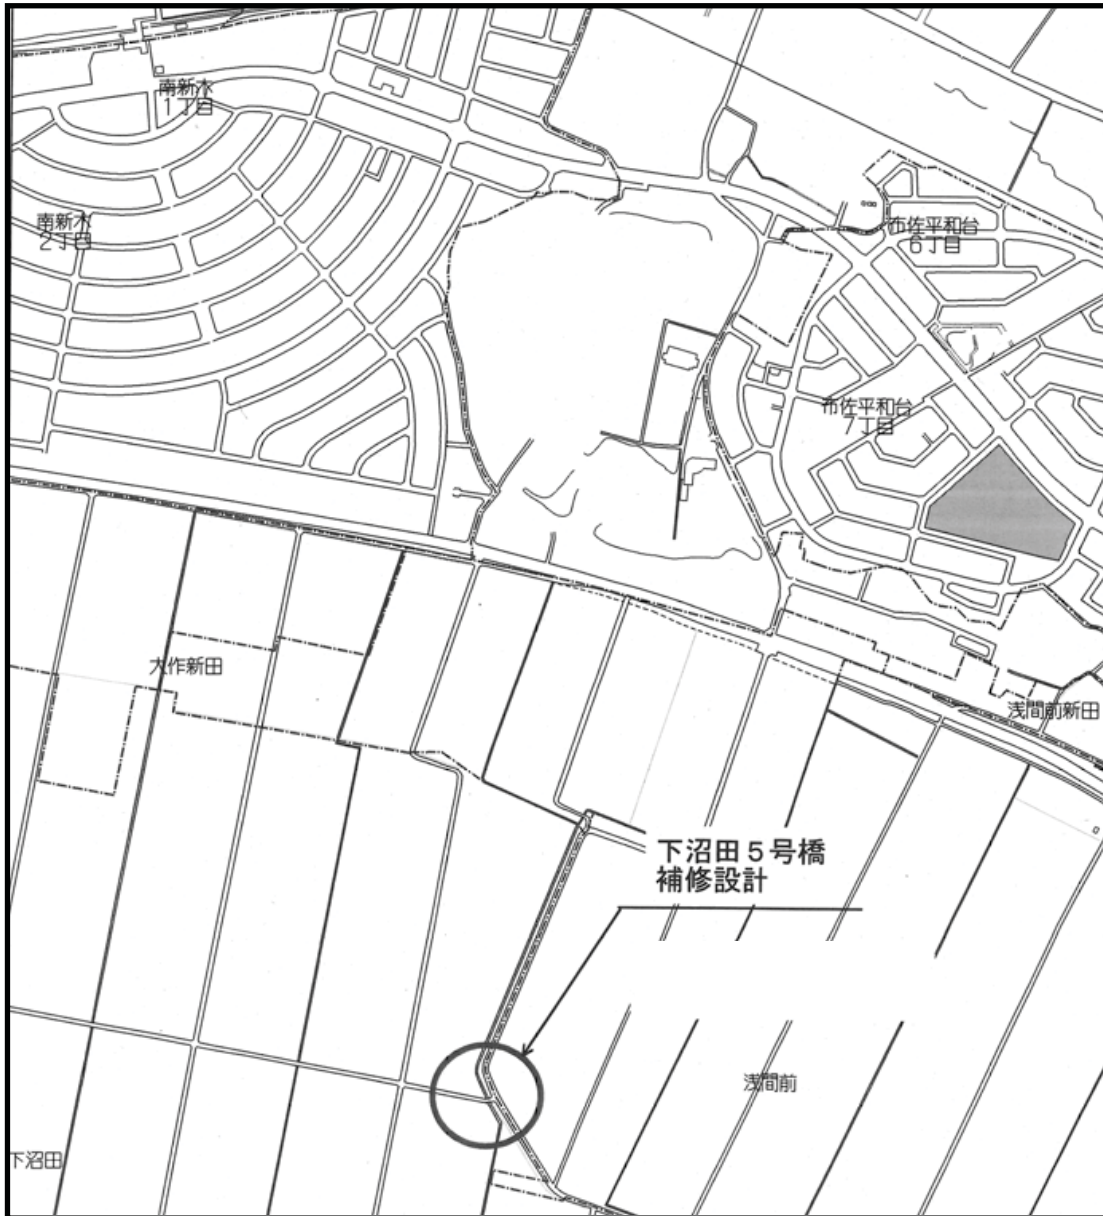 南新木
1丁目
南新木
2丁目
布佐平和台
6丁目
布佐平和台
7丁目
大作新田
浅間前新田
下沼田5号橋
補修設計
浅間前
下沼田